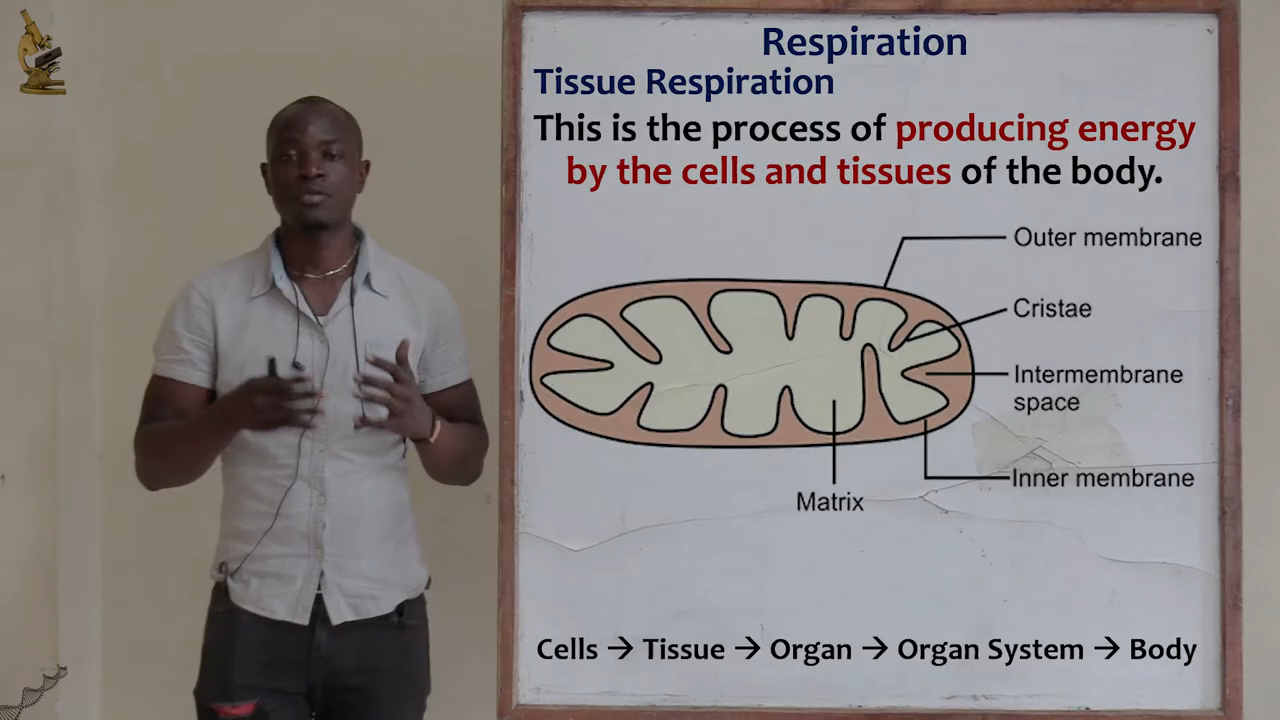 Respiration
Tissue Respiration
This is the process of producing energy
by the cells and tissues of the body.
Outer membrane
Cristae
Intermembrane
space
Inner membrane
Matrix
Cells → Tissue → Organ → Organ System → Body